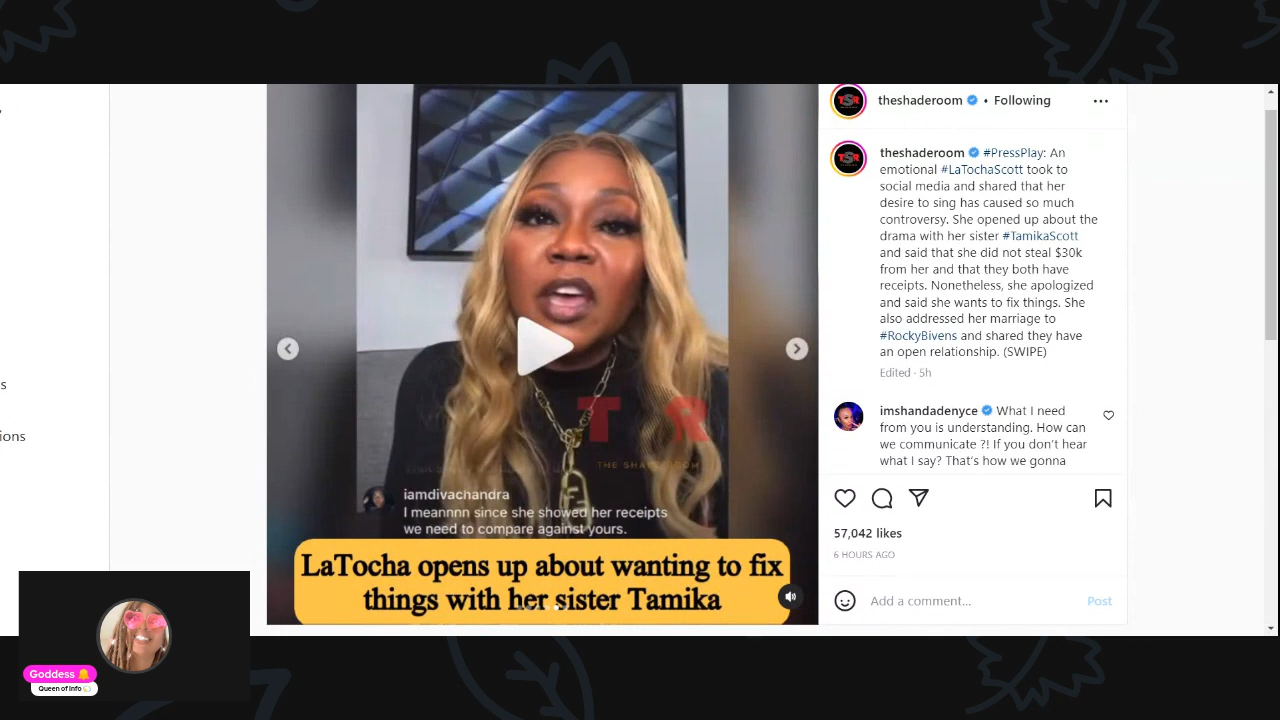 theshaderoom • Following
TSR
TSR
theshaderoom #PressPlay: An
emotional #LaTochaScott took to
social media and shared that her
desire to sing has caused so much
controversy. She opened up about the
drama with her sister #TamikaScott
and said that she did not steal $30k
from her and that they both have
receipts. Nonetheless, she apologized
and said she wants to fix things. She
also addressed her marriage to
#RockyBivens and shared they have
an open relationship. (SWIPE)
Edited · 5h
imshandadenyce What I need
from you is understanding. How can
we communicate ?! If you don't hear
what I say? That's how we gonna
57,042 likes
6 HOURS AGO
Add a comment...
Post
T R
THE SHADE ROOM
iamdivachandra
I meannnn since she showed her receipts
we need to compare against yours.
LaTocha opens up about wanting to fix
things with her sister Tamika
s
ions
Goddess
Queen of Info